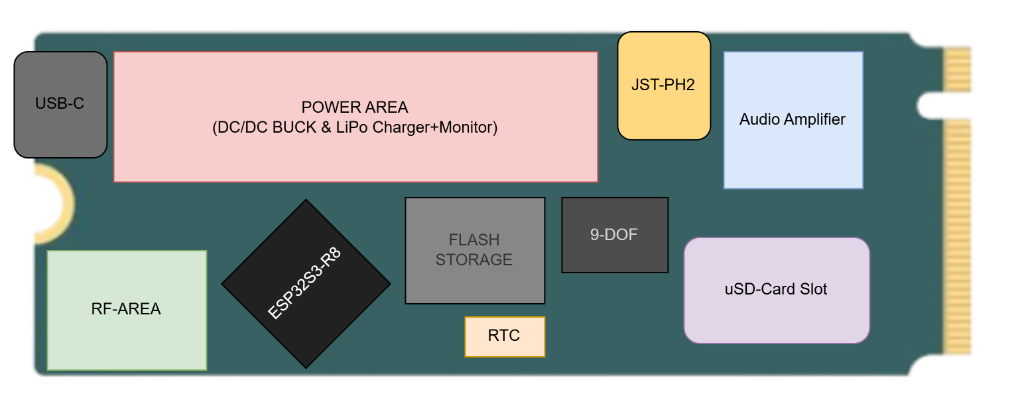 USB-C
POWER AREA
(DC/DC BUCK & LiPo Charger+Monitor)
JST-PH2
Audio Amplifier
RF-AREA
ESP32S3-R8
FLASH
STORAGE
9-DOF
RTC
uSD-Card Slot